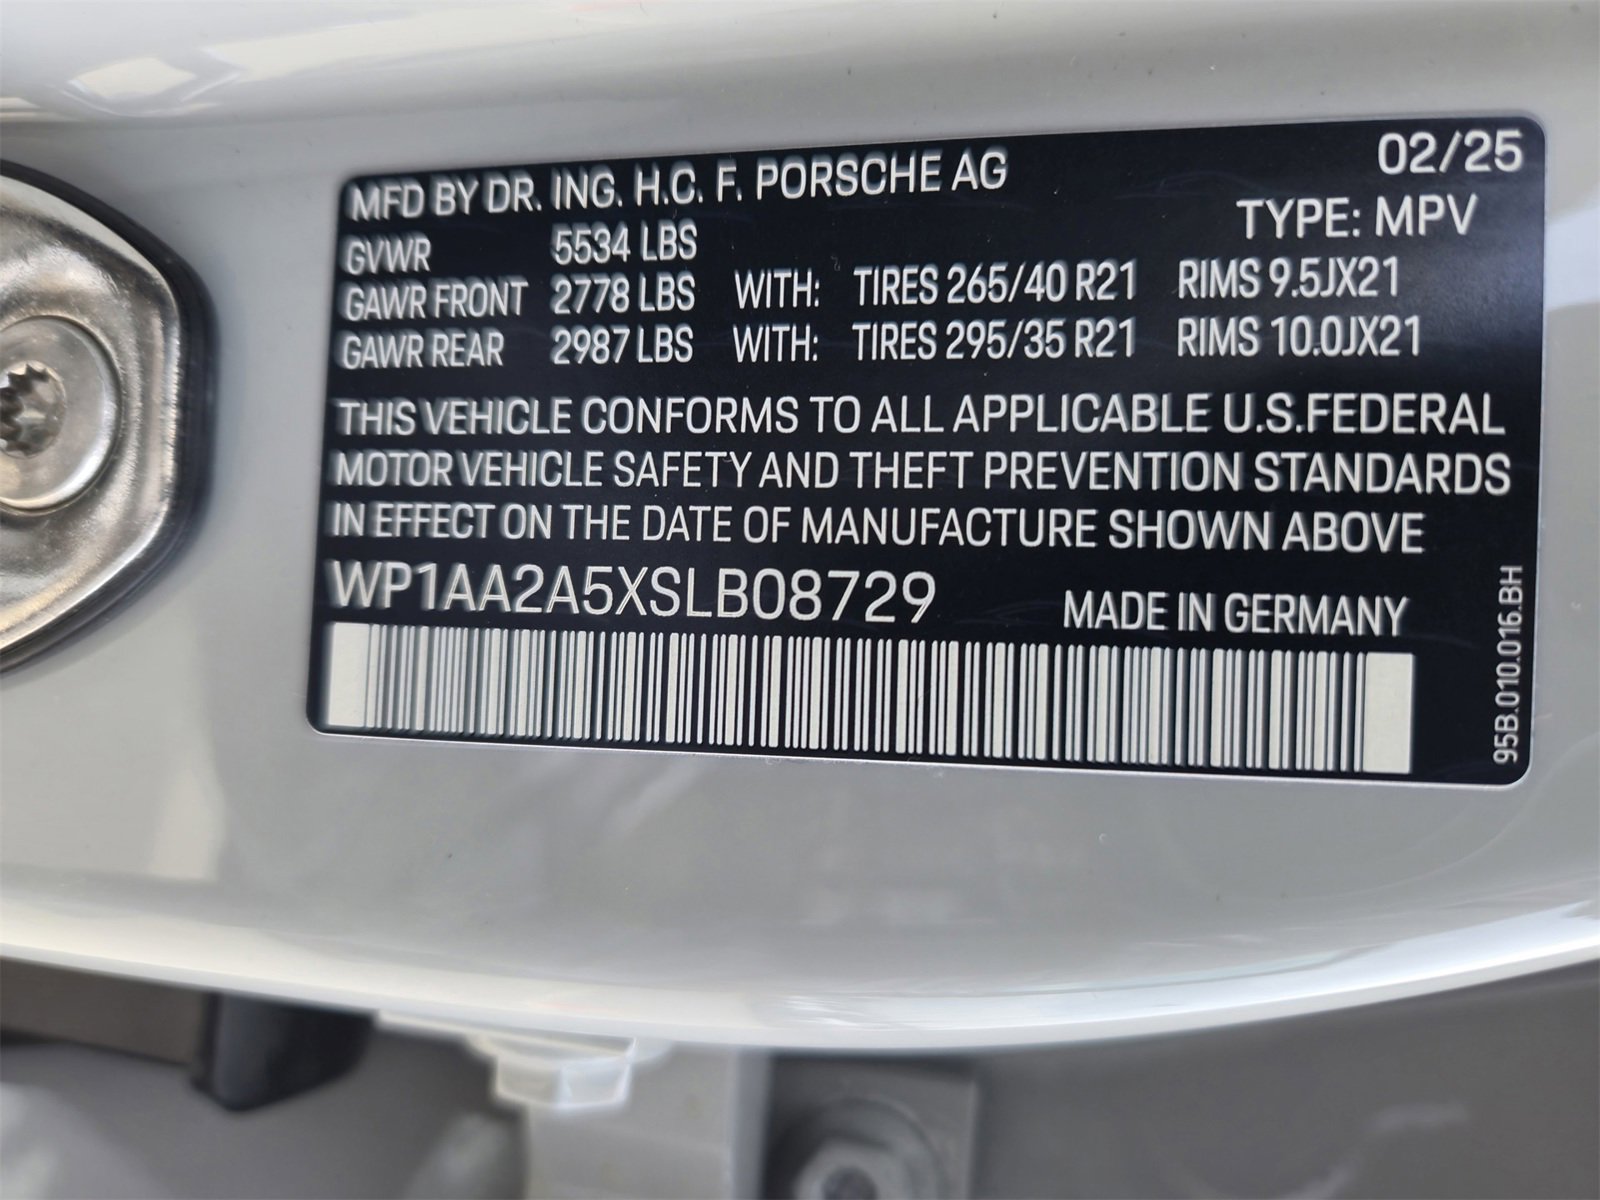 MFD BY DR. ING. H.C. F. PORSCHE AG 02/25
GVWR 5534 LBS TYPE: MPV
GAWR FRONT 2778 LBS WITH: TIRES 265/40 R21 RIMS 9.5JX21
GAWR REAR 2987 LBS WITH: TIRES 295/35 R21 RIMS 10.0JX21
THIS VEHICLE CONFORMS TO ALL APPLICABLE U.S.FEDERAL
MOTOR VEHICLE SAFETY AND THEFT PREVENTION STANDARDS
IN EFFECT ON THE DATE OF MANUFACTURE SHOWN ABOVE
WP1AA2A5XSLB08729 MADE IN GERMANY
95B.010.016.BH